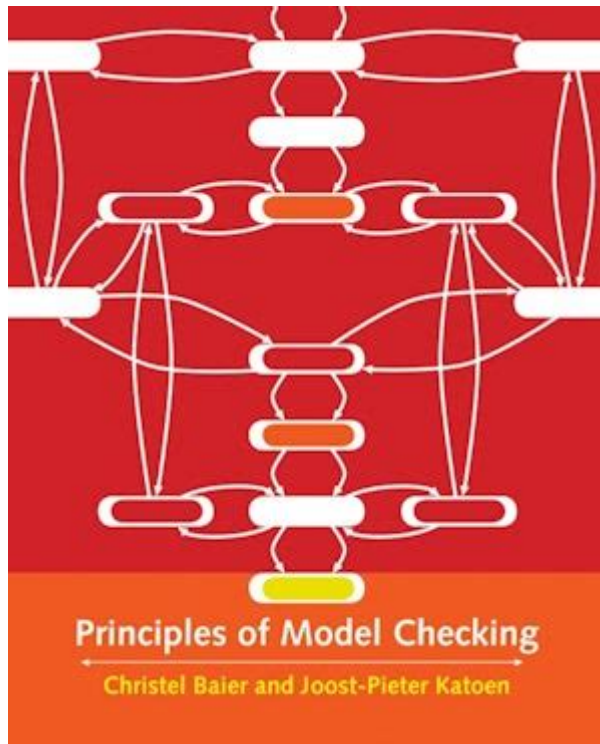 Principles of Model Checking
Christel Baier and Joost-Pieter Katoen